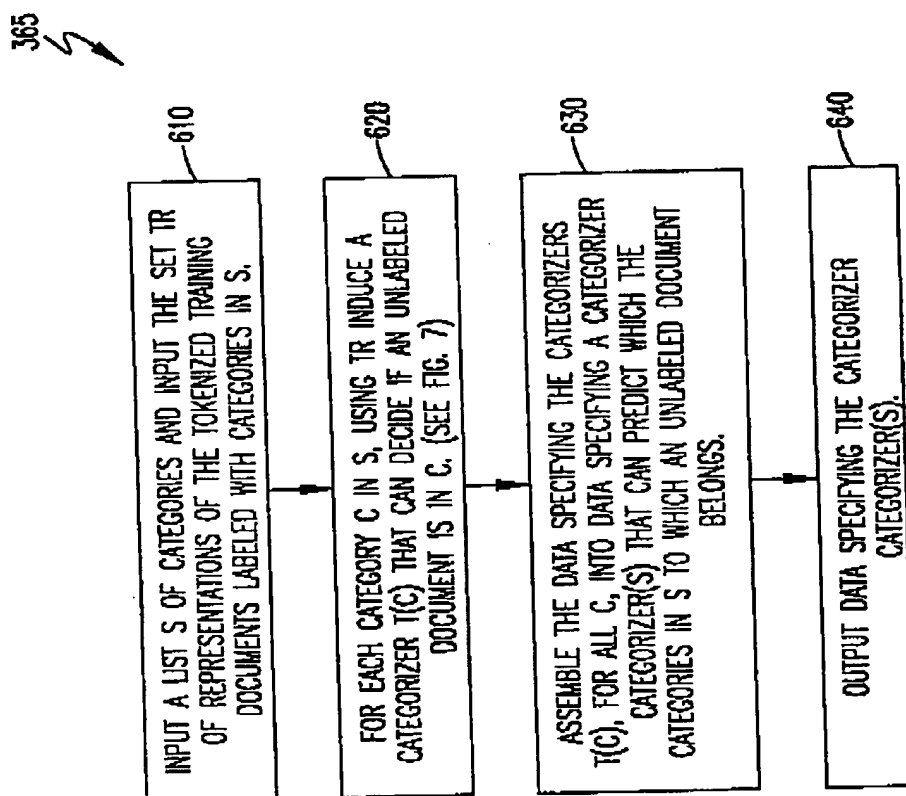 365
INPUT A LIST S OF CATEGORIES AND INPUT THE SET TR
OF REPRESENTATIONS OF THE TOKENIZED TRAINING
DOCUMENTS LABELED WITH CATEGORIES IN S.
610
FOR EACH CATEGORY C IN S, USING TR INDUCE A
CATEGORIZER T(C) THAT CAN DECIDE IF AN UNLABELED
DOCUMENT IS IN C. (SEE FIG. 7)
620
ASSEMBLE THE DATA SPECIFYING THE CATEGORIZERS
T(C), FOR ALL C, INTO DATA SPECIFYING A CATEGORIZER
CATEGORIZER(S) THAT CAN PREDICT WHICH THE
CATEGORIES IN S TO WHICH AN UNLABELED DOCUMENT
BELONGS.
630
OUTPUT DATA SPECIFYING THE CATEGORIZER
CATEGORIZER(S).
640